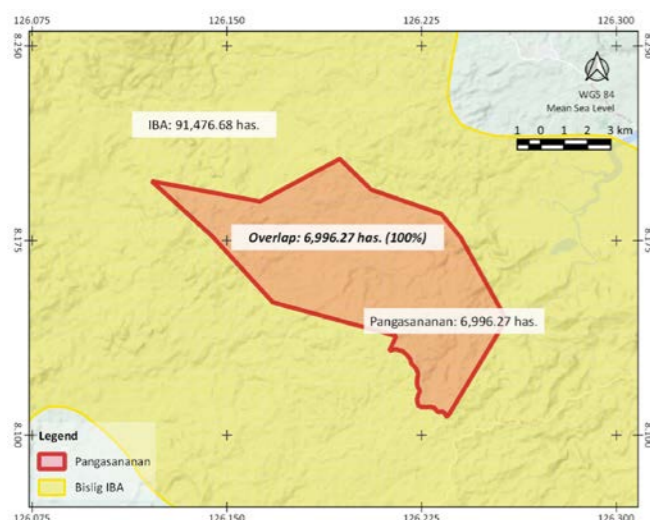 126.075 126.150 126.225 126.300
8.250 8.250
WGS 84
Mean Sea Level
1 0 1 2 3 km
IBA: 91,476.68 has.
8.175 8.175
Overlap: 6,996.27 has. (100%)
Pangasananan: 6,996.27 has.
8.100 8.100
Legend
Pangasananan
Bislig IBA
126.075 126.150 126.225 126.300